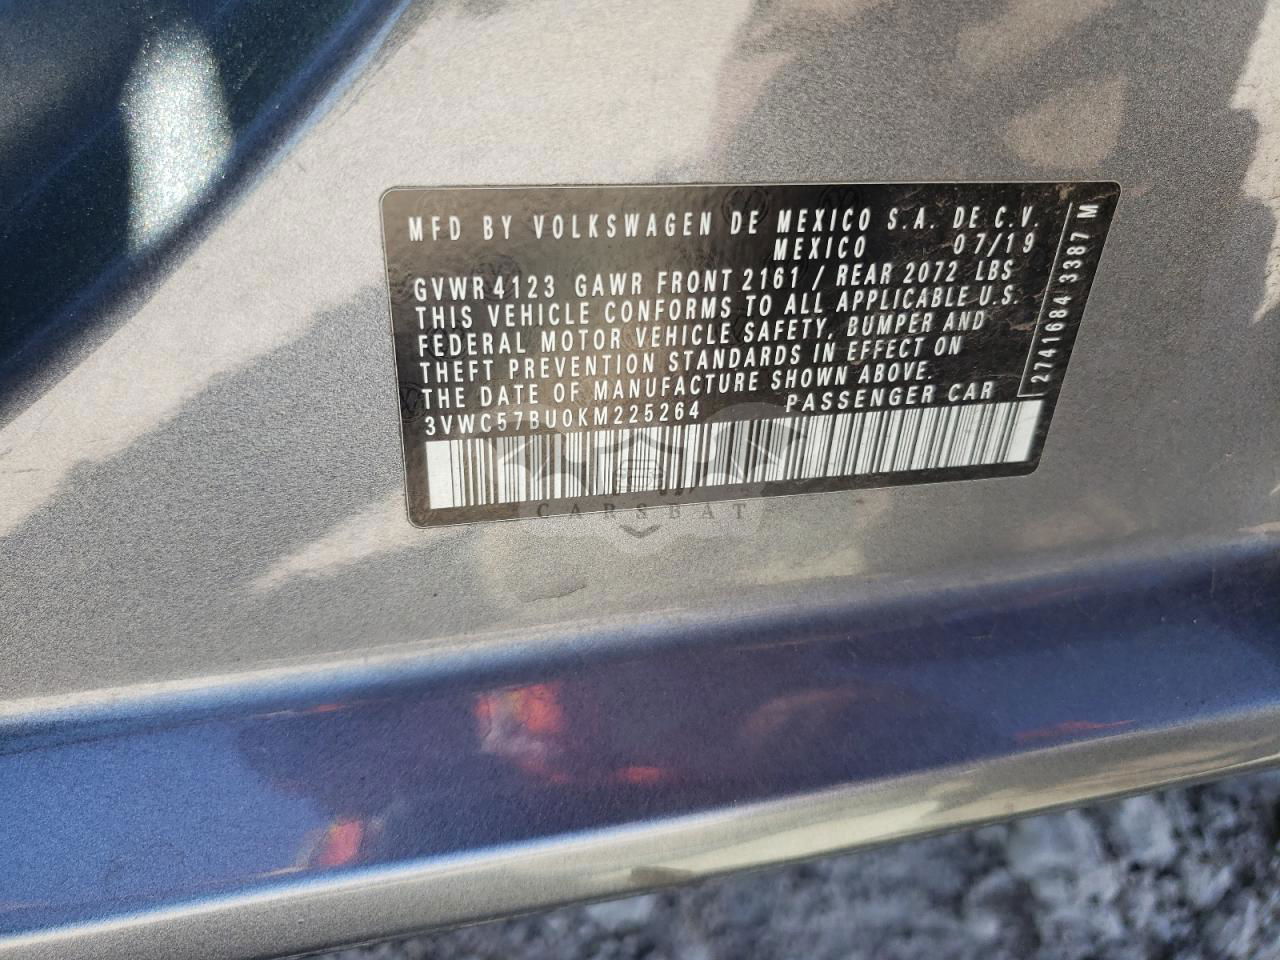 MFD BY VOLKSWAGEN DE MEXICO S.A. DE C.V.
MEXICO 07/19
GVWR 4123 GAWR FRONT 2161 / REAR 2072 LBS
THIS VEHICLE CONFORMS TO ALL APPLICABLE U.S.
FEDERAL MOTOR VEHICLE SAFETY, BUMPER AND
THEFT PREVENTION STANDARDS IN EFFECT ON
THE DATE OF MANUFACTURE SHOWN ABOVE.
3VWC57BU0KM225264 PASSENGER CAR
2741684 3387 M
CARSBAT